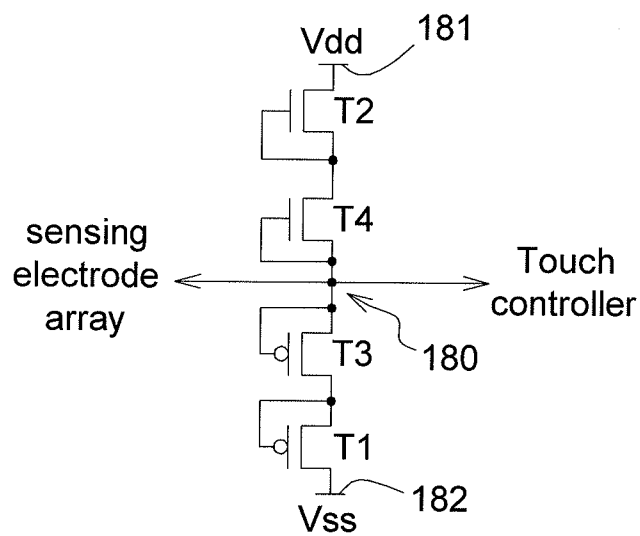 Vdd
181
T2
T4
sensing
electrode
array
Touch
controller
T3
180
T1
182
Vss